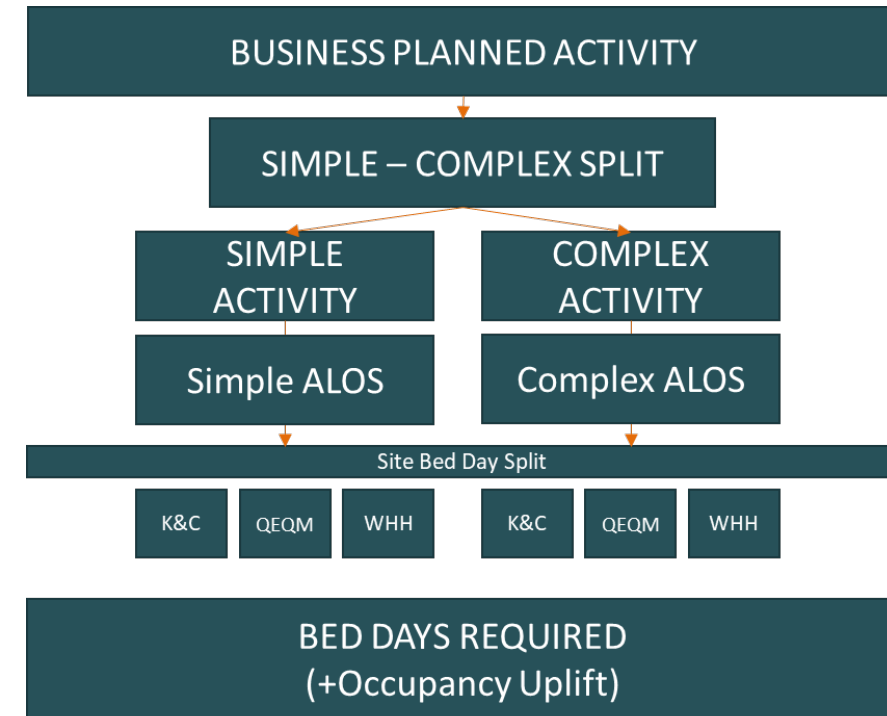 BUSINESS PLANNED ACTIVITY
SIMPLE – COMPLEX SPLIT
SIMPLE
ACTIVITY
COMPLEX
ACTIVITY
Simple ALOS
Complex ALOS
Site Bed Day Split
K&C
QEQM
WHH
K&C
QEQM
WHH
BED DAYS REQUIRED
(+Occupancy Uplift)